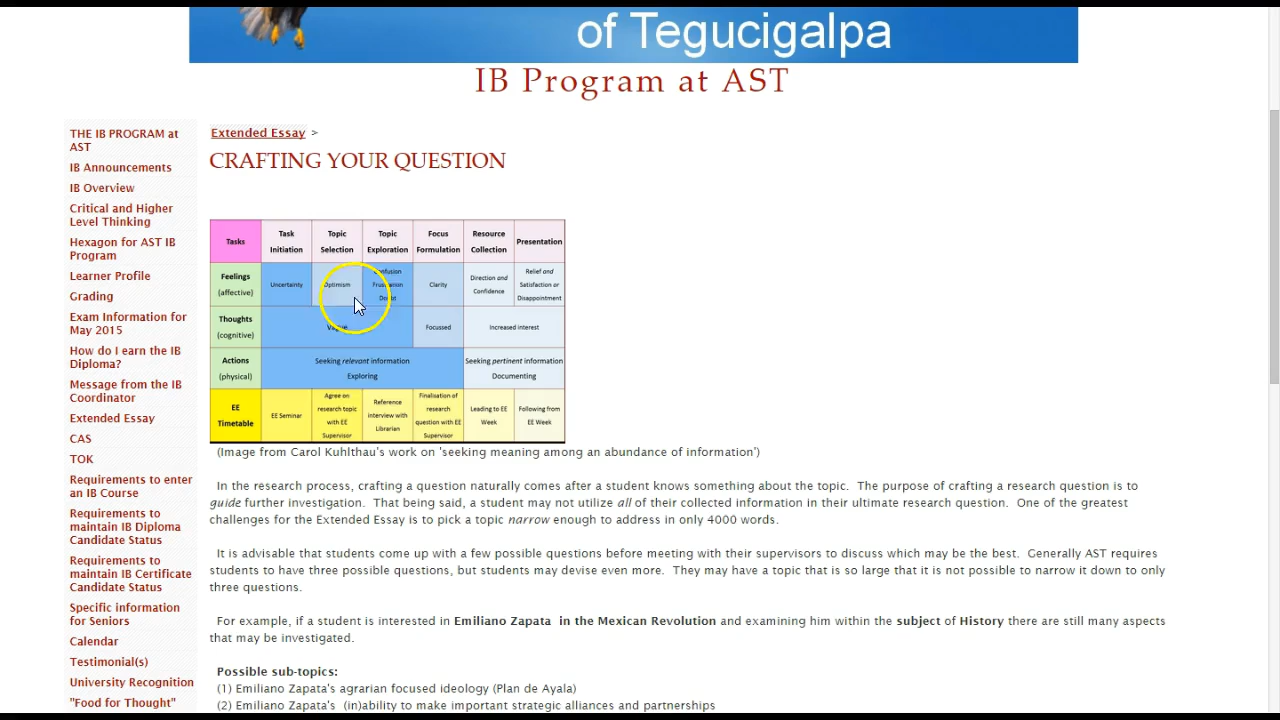 of Tegucigalpa
IB Program at AST
THE IB PROGRAM at
AST
IB Announcements
IB Overview
Critical and Higher
Level Thinking
Hexagon for AST IB
Program
Learner Profile
Grading
Exam Information for
May 2015
How do I earn the IB
Diploma?
Message from the IB
Coordinator
Extended Essay
CAS
TOK
Requirements to enter
an IB Course
Requirements to
maintain IB Diploma
Candidate Status
Requirements to
maintain IB Certificate
Candidate Status
Specific information
for Seniors
Calendar
Testimonial(s)
University Recognition
"Food for Thought"
Extended Essay >
CRAFTING YOUR QUESTION
Tasks
Task
Initiation
Topic
Selection
Topic
Exploration
Focus
Formulation
Resource
Collection
Presentation
Feelings
(affective)
Uncertainty
Optimism
Confusion
Frustration
Doubt
Clarity
Direction and
Confidence
Relief and
Satisfaction or
Disappointment
Thoughts
(cognitive)
Vague
Focussed
Increased interest
Actions
(physical)
Seeking relevant information
Exploring
Seeking pertinent information
Documenting
EE
Timetable
EE Seminar
Agree on
research topic
with EE
Supervisor
Reference
interview with
Librarian
Finalisation of
research
question with EE
Supervisor
Leading to EE
Week
Following from
EE Week
(Image from Carol Kuhlthau's work on 'seeking meaning among an abundance of information')
In the research process, crafting a question naturally comes after a student knows something about the topic. The purpose of crafting a research question is to
guide further investigation. That being said, a student may not utilize all of their collected information in their ultimate research question. One of the greatest
challenges for the Extended Essay is to pick a topic narrow enough to address in only 4000 words.
It is advisable that students come up with a few possible questions before meeting with their supervisors to discuss which may be the best. Generally AST requires
students to have three possible questions, but students may devise even more. They may have a topic that is so large that it is not possible to narrow it down to only
three questions.
For example, if a student is interested in Emiliano Zapata in the Mexican Revolution and examining him within the subject of History there are still many aspects
that may be investigated.
Possible sub-topics:
(1) Emiliano Zapata's agrarian focused ideology (Plan de Ayala)
(2) Emiliano Zapata's (in)ability to make important strategic alliances and partnerships